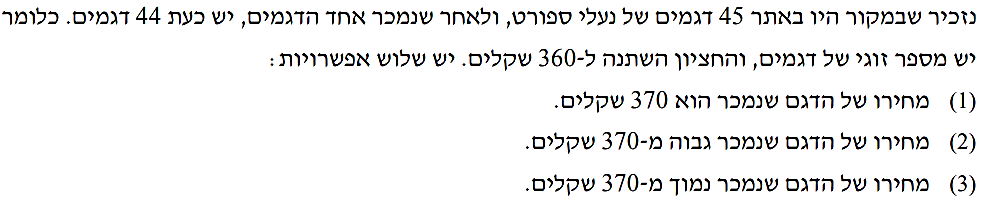 נזכיר שבמקור היו באתר 45 דגמים של נעלי ספורט, ולאחר שנמכר אחד הדגמים, יש כעת 44 דגמים. כלומר
יש מספר זוגי של דגמים, והחציון השתנה ל-360 שקלים. יש שלוש אפשרויות:
(1) מחירו של הדגם שנמכר הוא 370 שקלים.
(2) מחירו של הדגם שנמכר גבוה מ-370 שקלים.
(3) מחירו של הדגם שנמכר נמוך מ-370 שקלים.